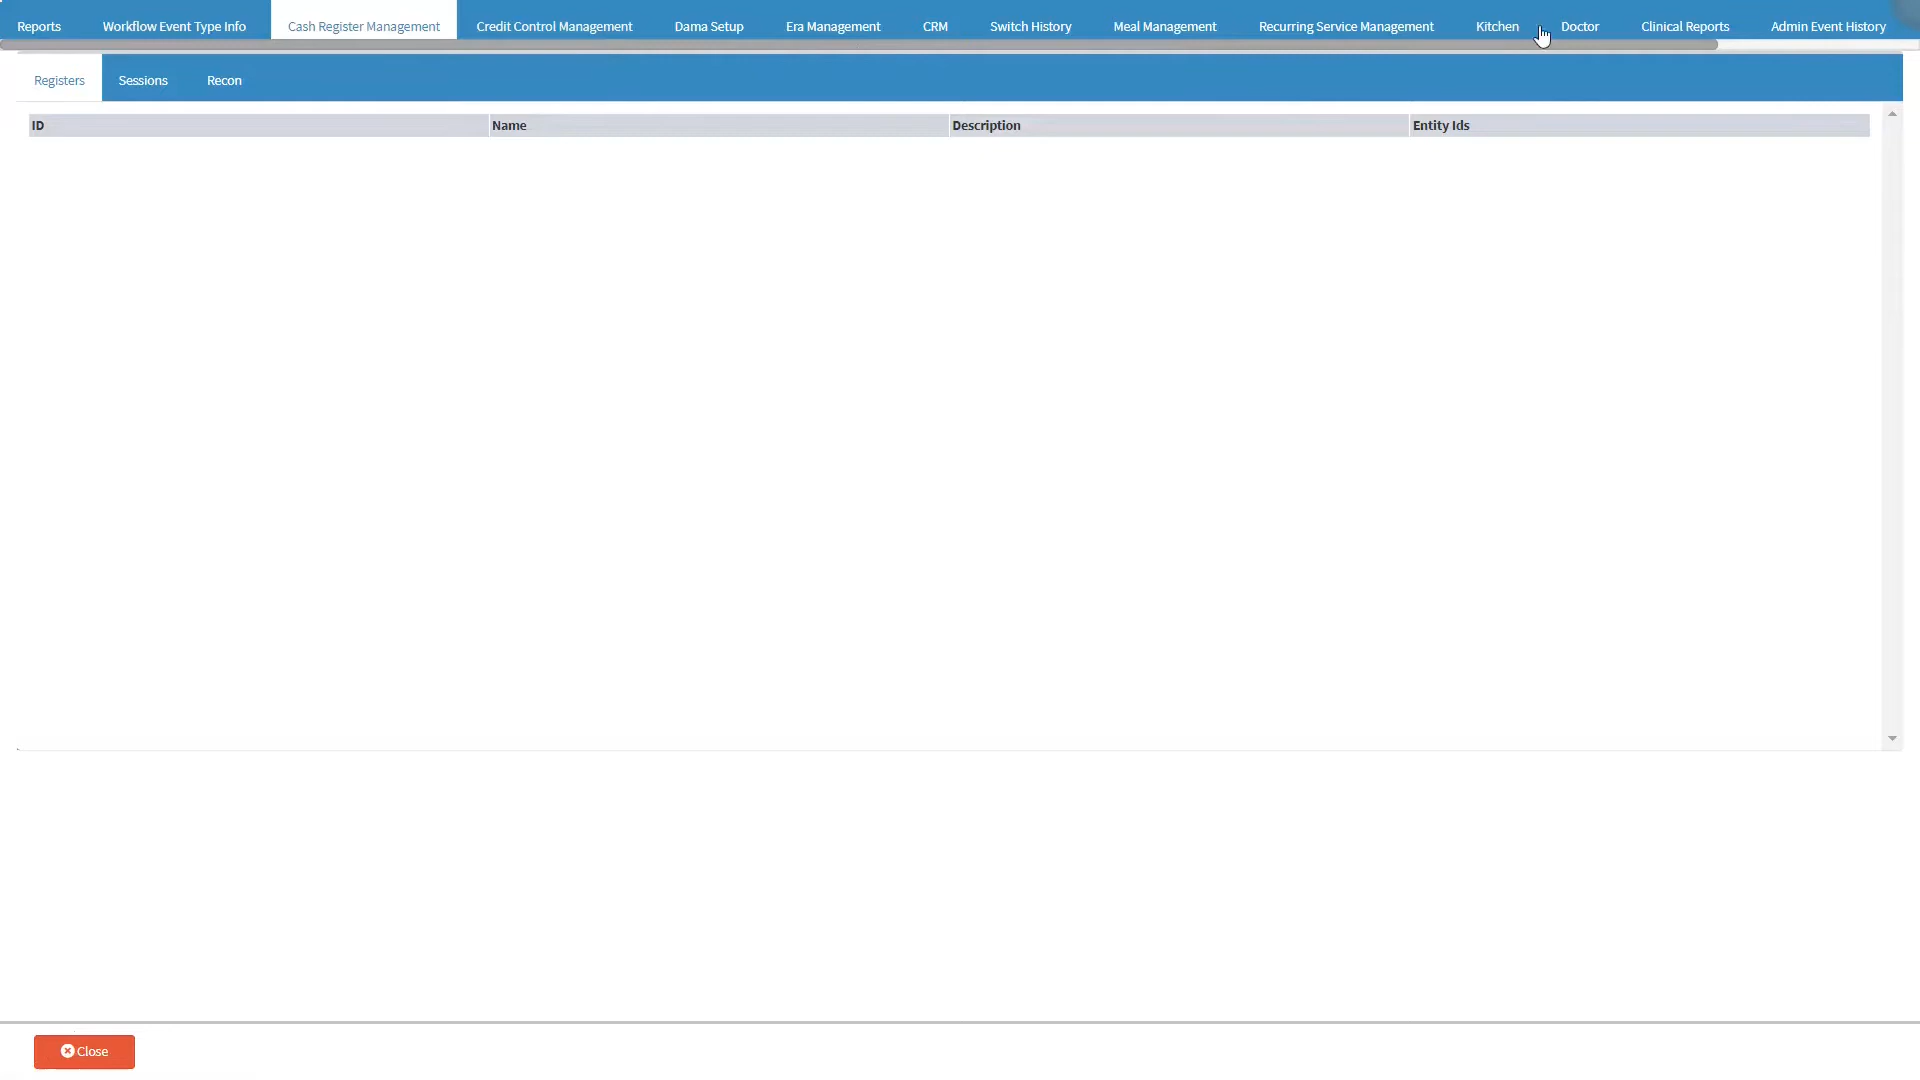 Reports Workflow Event Type Info Cash Register Management Credit Control Management Dama Setup Era Management CRM Switch History Meal Management Recurring Service Management Kitchen Doctor Clinical Reports Admin Event History
Registers Sessions Recon
ID Name Description Entity Ids
Close